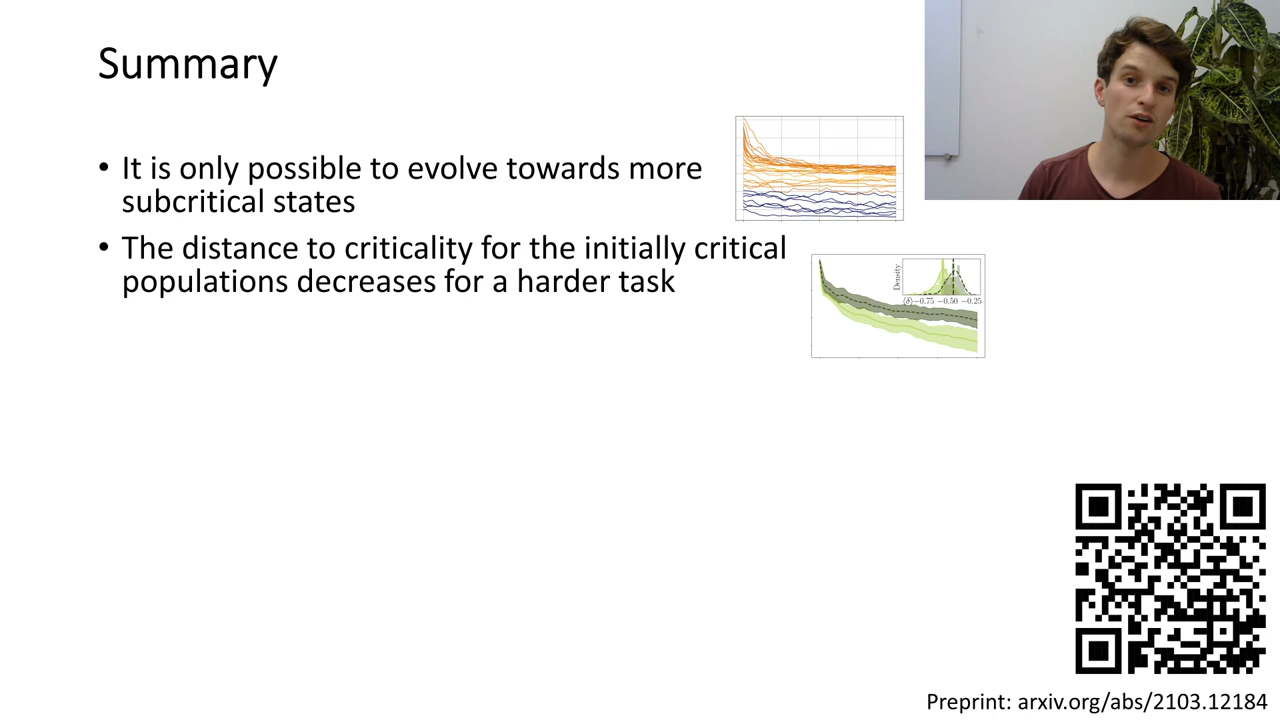 Summary
• It is only possible to evolve towards more
subcritical states
• The distance to criticality for the initially critical
populations decreases for a harder task
Density
⟨δ⟩ −0.75 −0.50 −0.25
Preprint: arxiv.org/abs/2103.12184